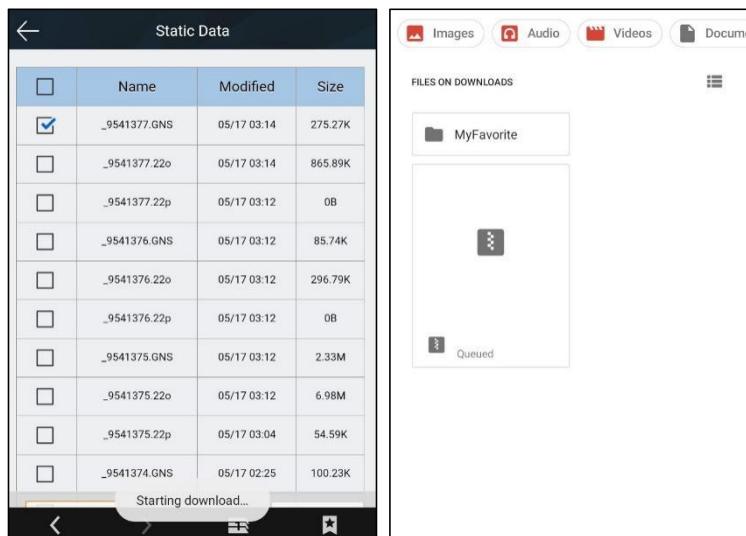 Static Data
Name Modified Size
_9541377.GNS 05/17 03:14 275.27K
_9541377.22o 05/17 03:14 865.89K
_9541377.22p 05/17 03:12 0B
_9541376.GNS 05/17 03:12 85.74K
_9541376.22o 05/17 03:12 296.79K
_9541376.22p 05/17 03:12 0B
_9541375.GNS 05/17 03:12 2.33M
_9541375.22o 05/17 03:12 6.98M
_9541375.22p 05/17 03:04 54.59K
_9541374.GNS 05/17 02:25 100.23K
Starting download...
Images Audio Videos Docume
FILES ON DOWNLOADS
MyFavorite
Queued